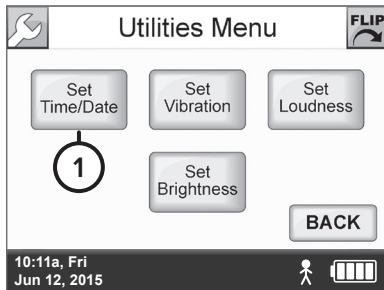 Utilities Menu
FLIP
Set
Time/Date
Set
Vibration
Set
Loudness
1
Set
Brightness
BACK
10:11a, Fri
Jun 12, 2015